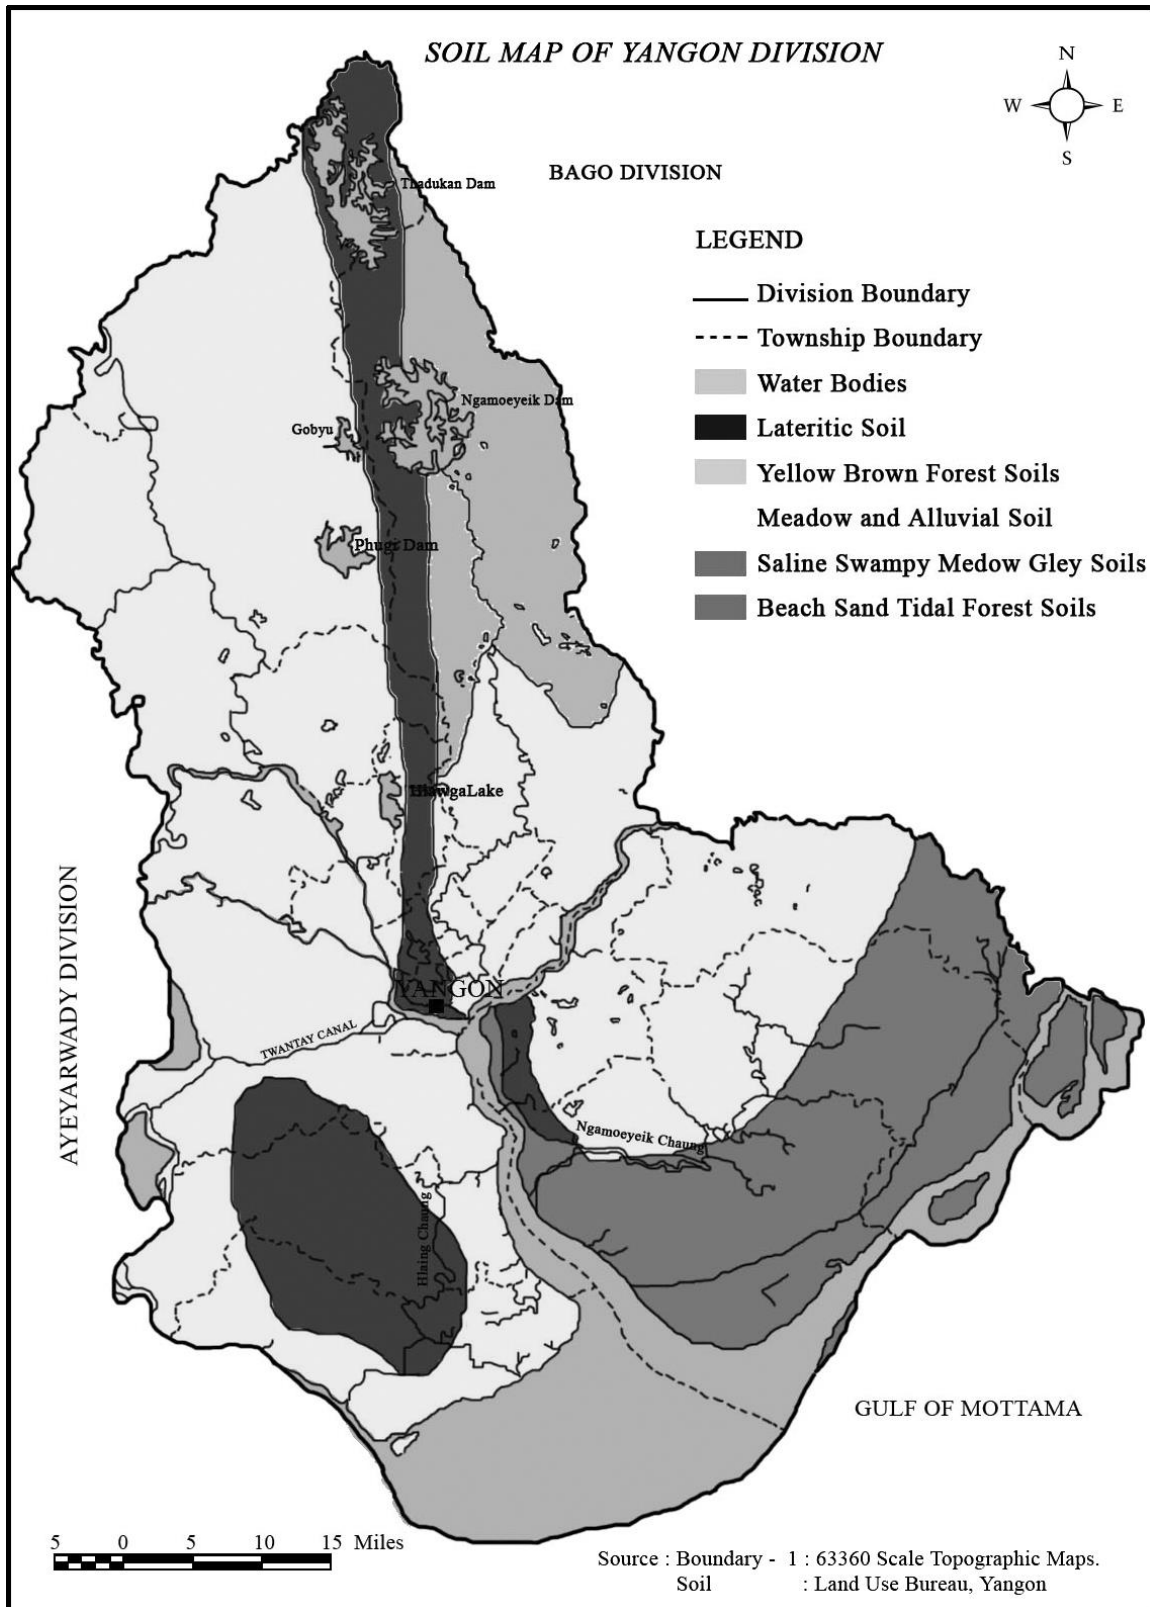 SOIL MAP OF YANGON DIVISION
N
W
E
S
BAGO DIVISION
Thadukan Dam
LEGEND
Division Boundary
Township Boundary
Water Bodies
Lateritic Soil
Yellow Brown Forest Soils
Meadow and Alluvial Soil
Saline Swampy Medow Gley Soils
Beach Sand Tidal Forest Soils
Ngamoeyeik Dam
Gobyu
Phugi Dam
HlawgaLake
AYEYARWADY DIVISION
YANGON
TWANTAY CANAL
Ngamoeyeik Chaung
Hlaing Chaung
GULF OF MOTTAMA
5 0 5 10 15 Miles
Source : Boundary - 1 : 63360 Scale Topographic Maps.
Soil : Land Use Bureau, Yangon